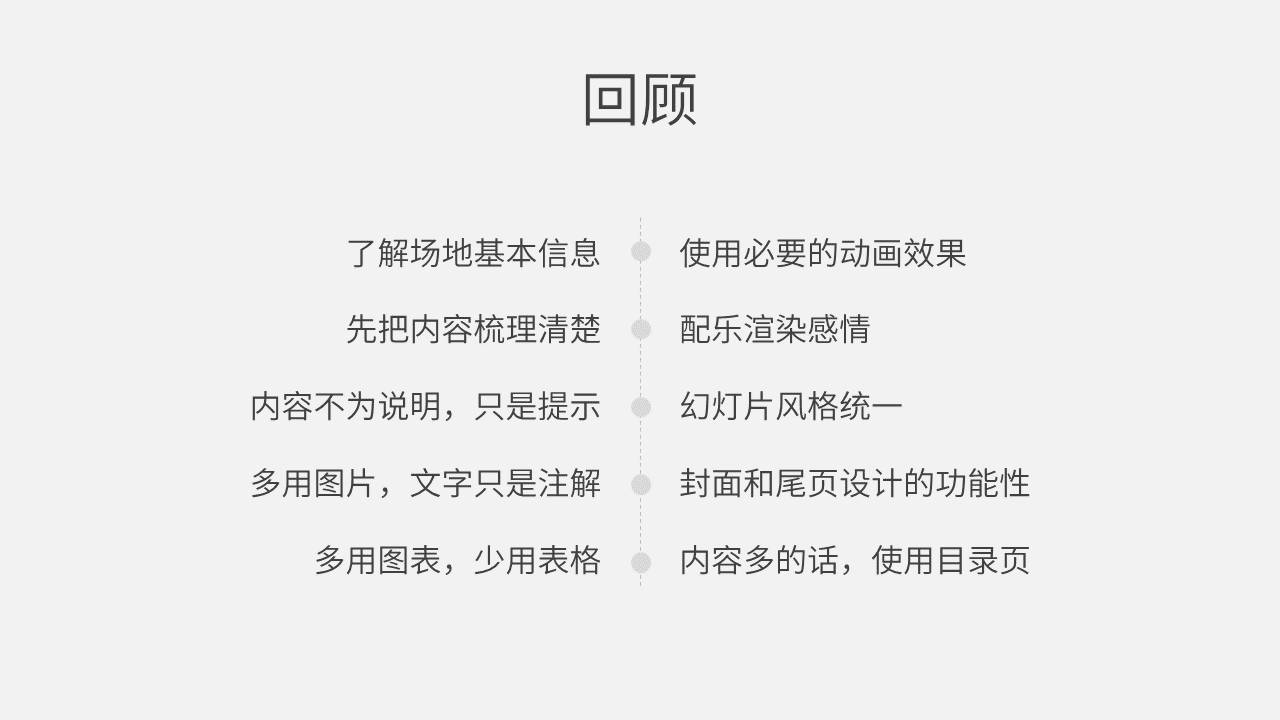 回顾
了解场地基本信息
先把内容梳理清楚
内容不为说明，只是提示
多用图片，文字只是注解
多用图表，少用表格
使用必要的动画效果
配乐渲染感情
幻灯片风格统一
封面和尾页设计的功能性
内容多的话，使用目录页